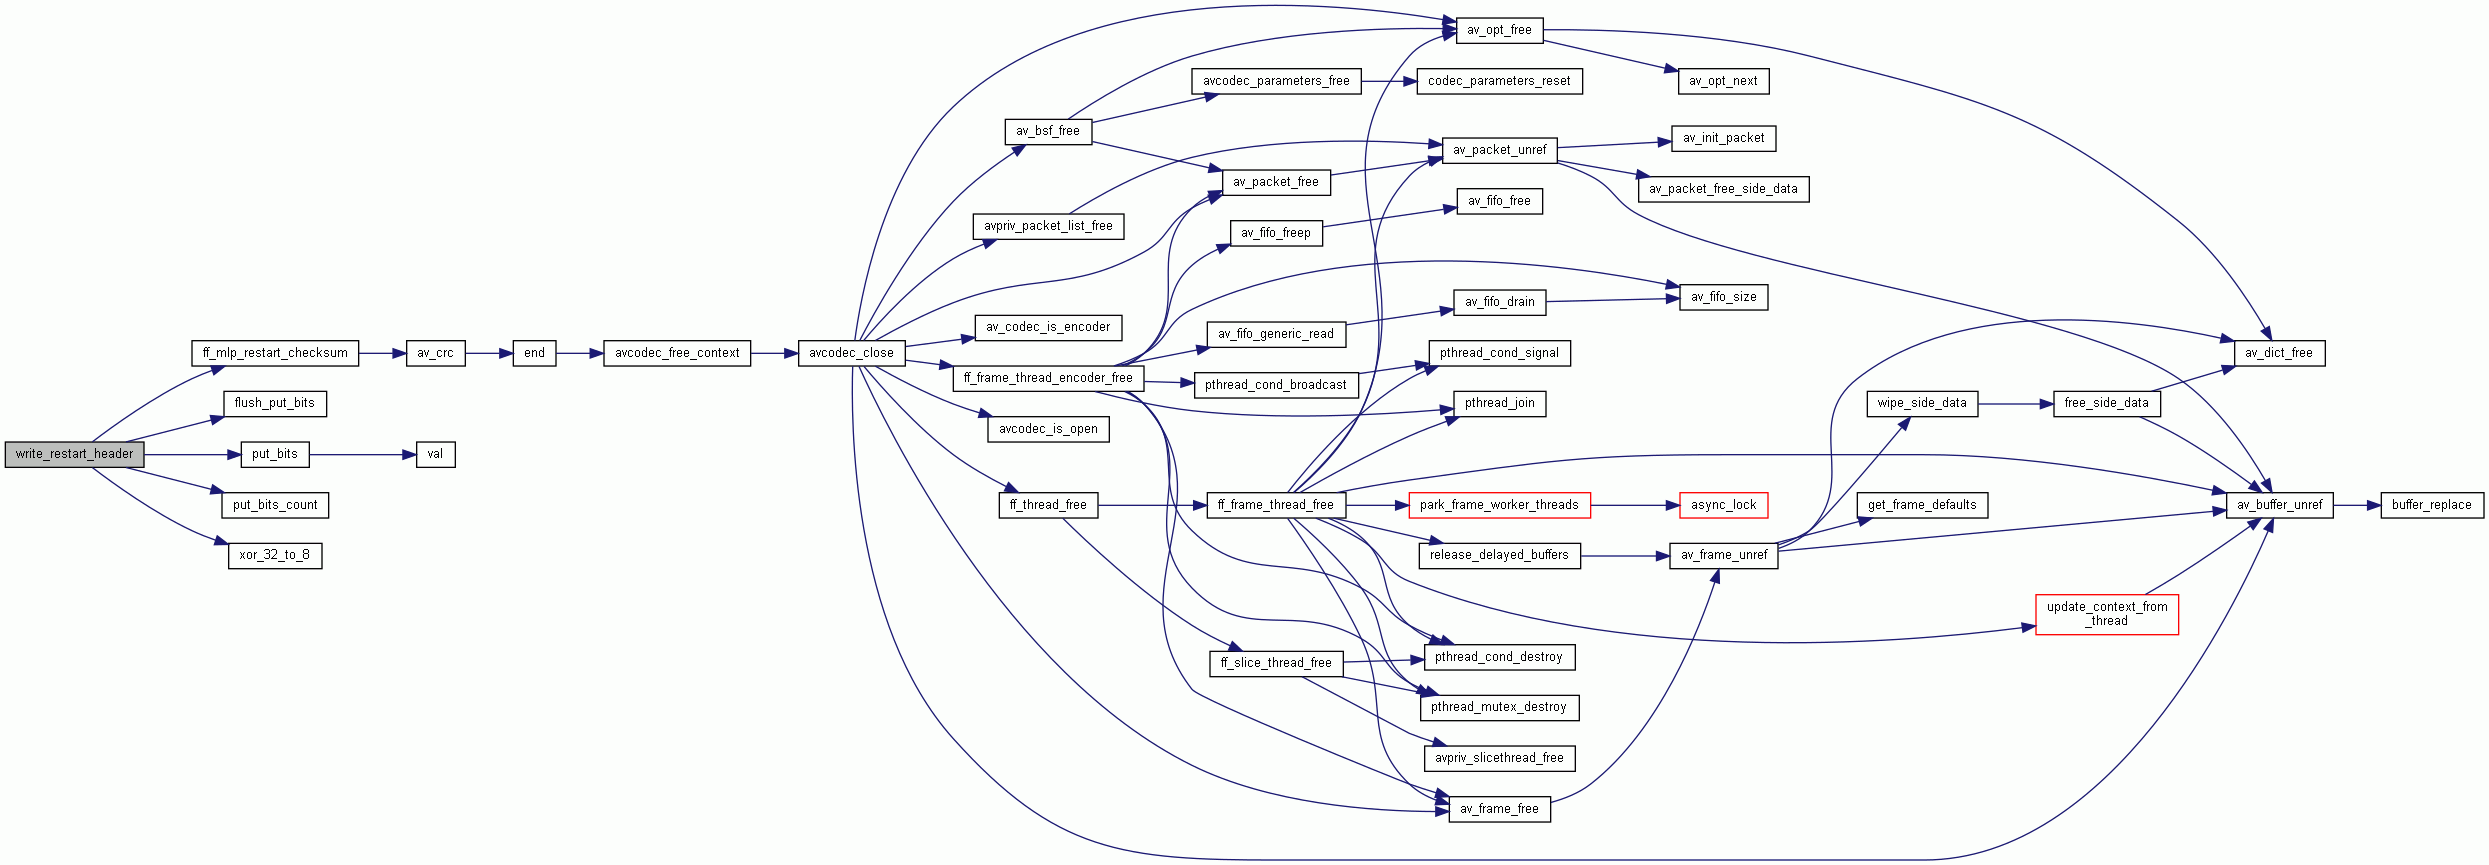 write_restart_header
ff_mlp_restart_checksum
flush_put_bits
put_bits
put_bits_count
xor_32_to_8
av_crc
val
end
avcodec_free_context
avcodec_close
av_bsf_free
avpriv_packet_list_free
av_codec_is_encoder
ff_frame_thread_encoder_free
avcodec_is_open
ff_thread_free
avcodec_parameters_free
av_packet_free
av_fifo_freep
av_fifo_generic_read
pthread_cond_broadcast
ff_frame_thread_free
ff_slice_thread_free
av_opt_free
codec_parameters_reset
av_packet_unref
av_fifo_free
av_fifo_drain
pthread_cond_signal
pthread_join
park_frame_worker_threads
release_delayed_buffers
pthread_cond_destroy
pthread_mutex_destroy
avpriv_slicethread_free
av_frame_free
av_opt_next
av_init_packet
av_packet_free_side_data
av_fifo_size
async_lock
av_frame_unref
wipe_side_data
get_frame_defaults
free_side_data
update_context_from
_thread
av_dict_free
av_buffer_unref
buffer_replace